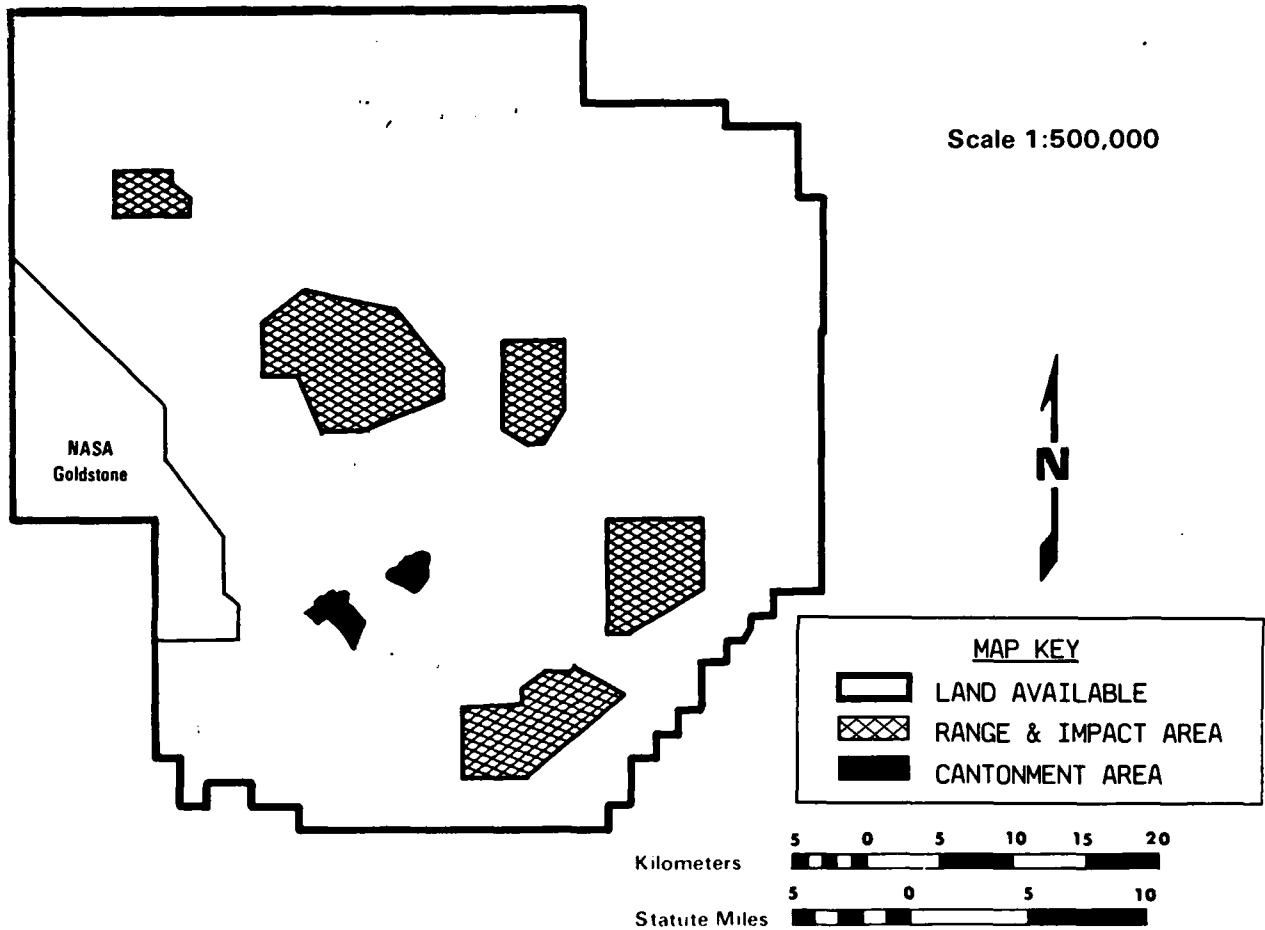 Scale 1:500,000
NASA
Goldstone
N
MAP KEY
LAND AVAILABLE
RANGE & IMPACT AREA
CANTONMENT AREA
5 0 5 10 15 20
Kilometers
5 0 5 10
Statute Miles